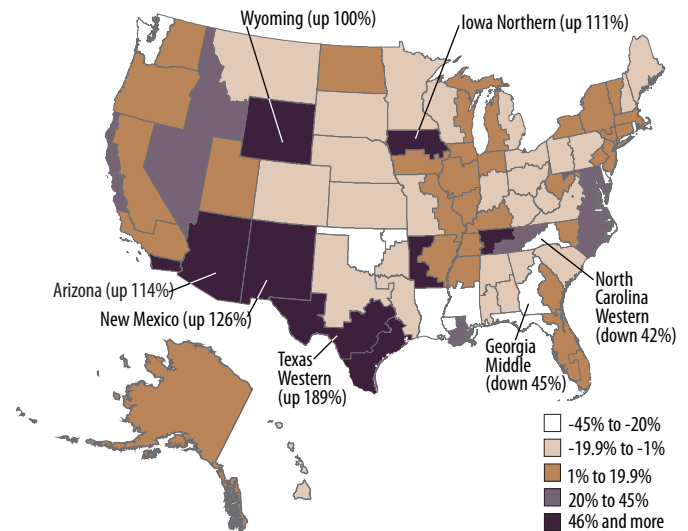 Wyoming (up 100%)
Iowa Northern (up 111%)
Arizona (up 114%)
New Mexico (up 126%)
Texas
Western
(up 189%)
North
Carolina
Western
(down 42%)
Georgia
Middle
(down 45%)
-45% to -20%
-19.9% to -1%
1% to 19.9%
20% to 45%
46% and more